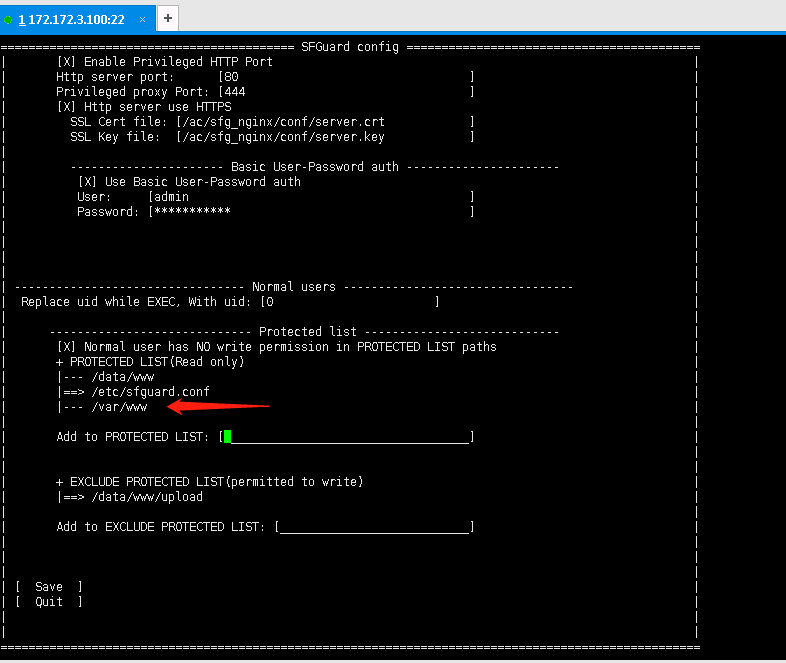 1 172.172.3.100:22 × +
========================================== SFGuard config ==========================================
[X] Enable Privileged HTTP Port
Http server port: [80 ]
Privileged proxy Port: [444 ]
[X] Http server use HTTPS
SSL Cert file: [/ac/sfg_nginx/conf/server.crt ]
SSL Key file: [/ac/sfg_nginx/conf/server.key ]
---------------------- Basic User-Password auth ----------------------
[X] Use Basic User-Password auth
User: [admin ]
Password: [*********** ]
--------------------------------- Normal users ---------------------------------
Replace uid while EXEC, With uid: [0 ]
----------------------------- Protected list ----------------------------
[X] Normal user has NO write permission in PROTECTED LIST paths
+ PROTECTED LIST(Read only)
|--- /data/www
|==> /etc/sfguard.conf
|--- /var/www
Add to PROTECTED LIST: [__________________________________]
+ EXCLUDE PROTECTED LIST(permitted to write)
|==> /data/www/upload
Add to EXCLUDE PROTECTED LIST: [___________________________]
[ Save ]
[ Quit ]